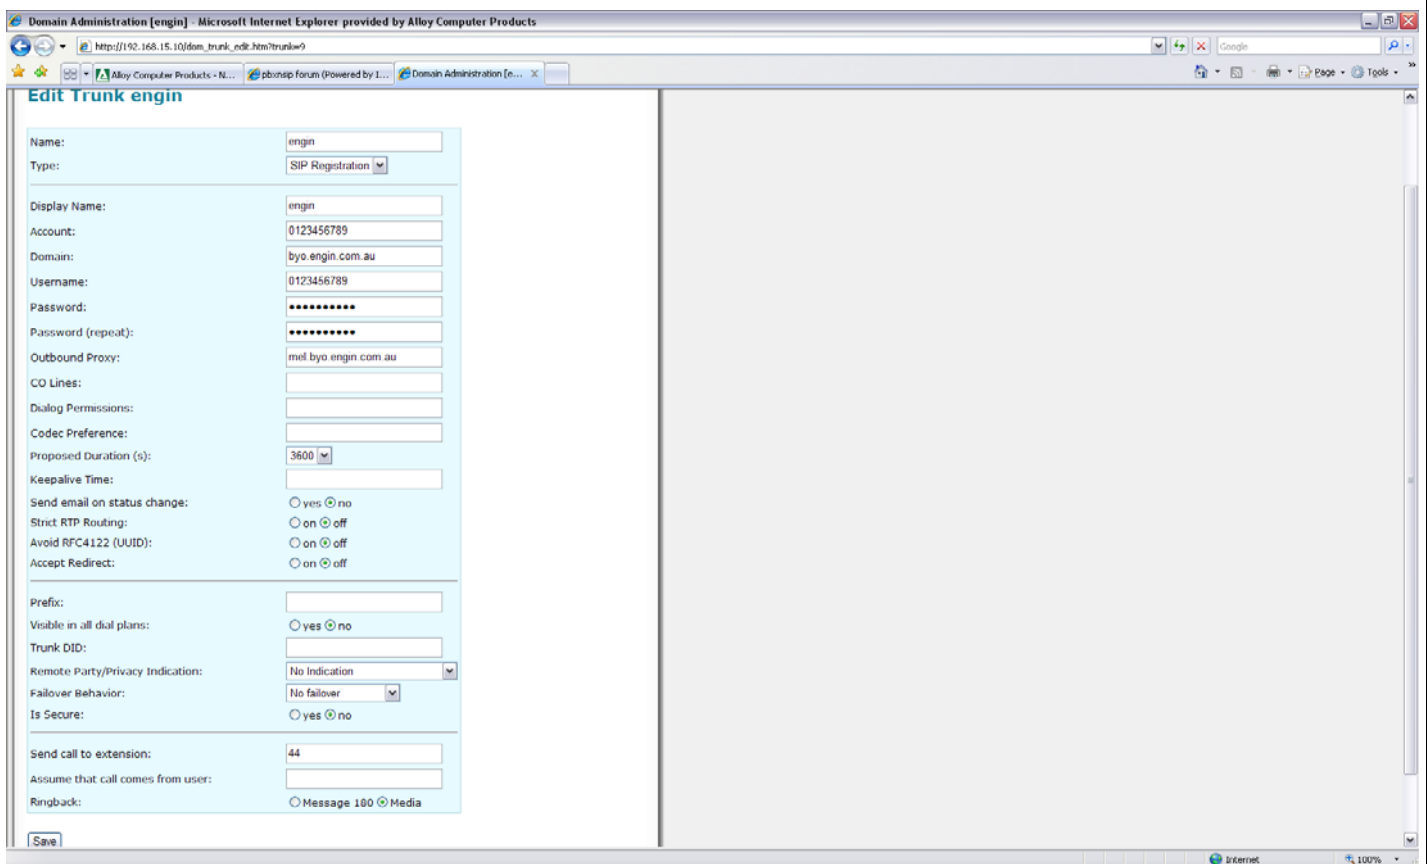 Domain Administration [engin] - Microsoft Internet Explorer provided by Alloy Computer Products
http://192.168.15.10/dom_trunk_edit.htm?trunk=9
Google
Alloy Computer Products - N...
pbxnsip forum (Powered by I...
Domain Administration [e...
Page
Tools
Edit Trunk engin
Name: engin
Type: SIP Registration
Display Name: engin
Account: 0123456789
Domain: byo.engin.com.au
Username: 0123456789
Password: ••••••••••
Password (repeat): ••••••••••
Outbound Proxy: mel.byo.engin.com.au
CO Lines:
Dialog Permissions:
Codec Preference:
Proposed Duration (s): 3600
Keepalive Time:
Send email on status change: yes no
Strict RTP Routing: on off
Avoid RFC4122 (UUID): on off
Accept Redirect: on off
Prefix:
Visible in all dial plans: yes no
Trunk DID:
Remote Party/Privacy Indication: No Indication
Failover Behavior: No failover
Is Secure: yes no
Send call to extension: 44
Assume that call comes from user:
Ringback: Message 180 Media
Save
Internet
100%